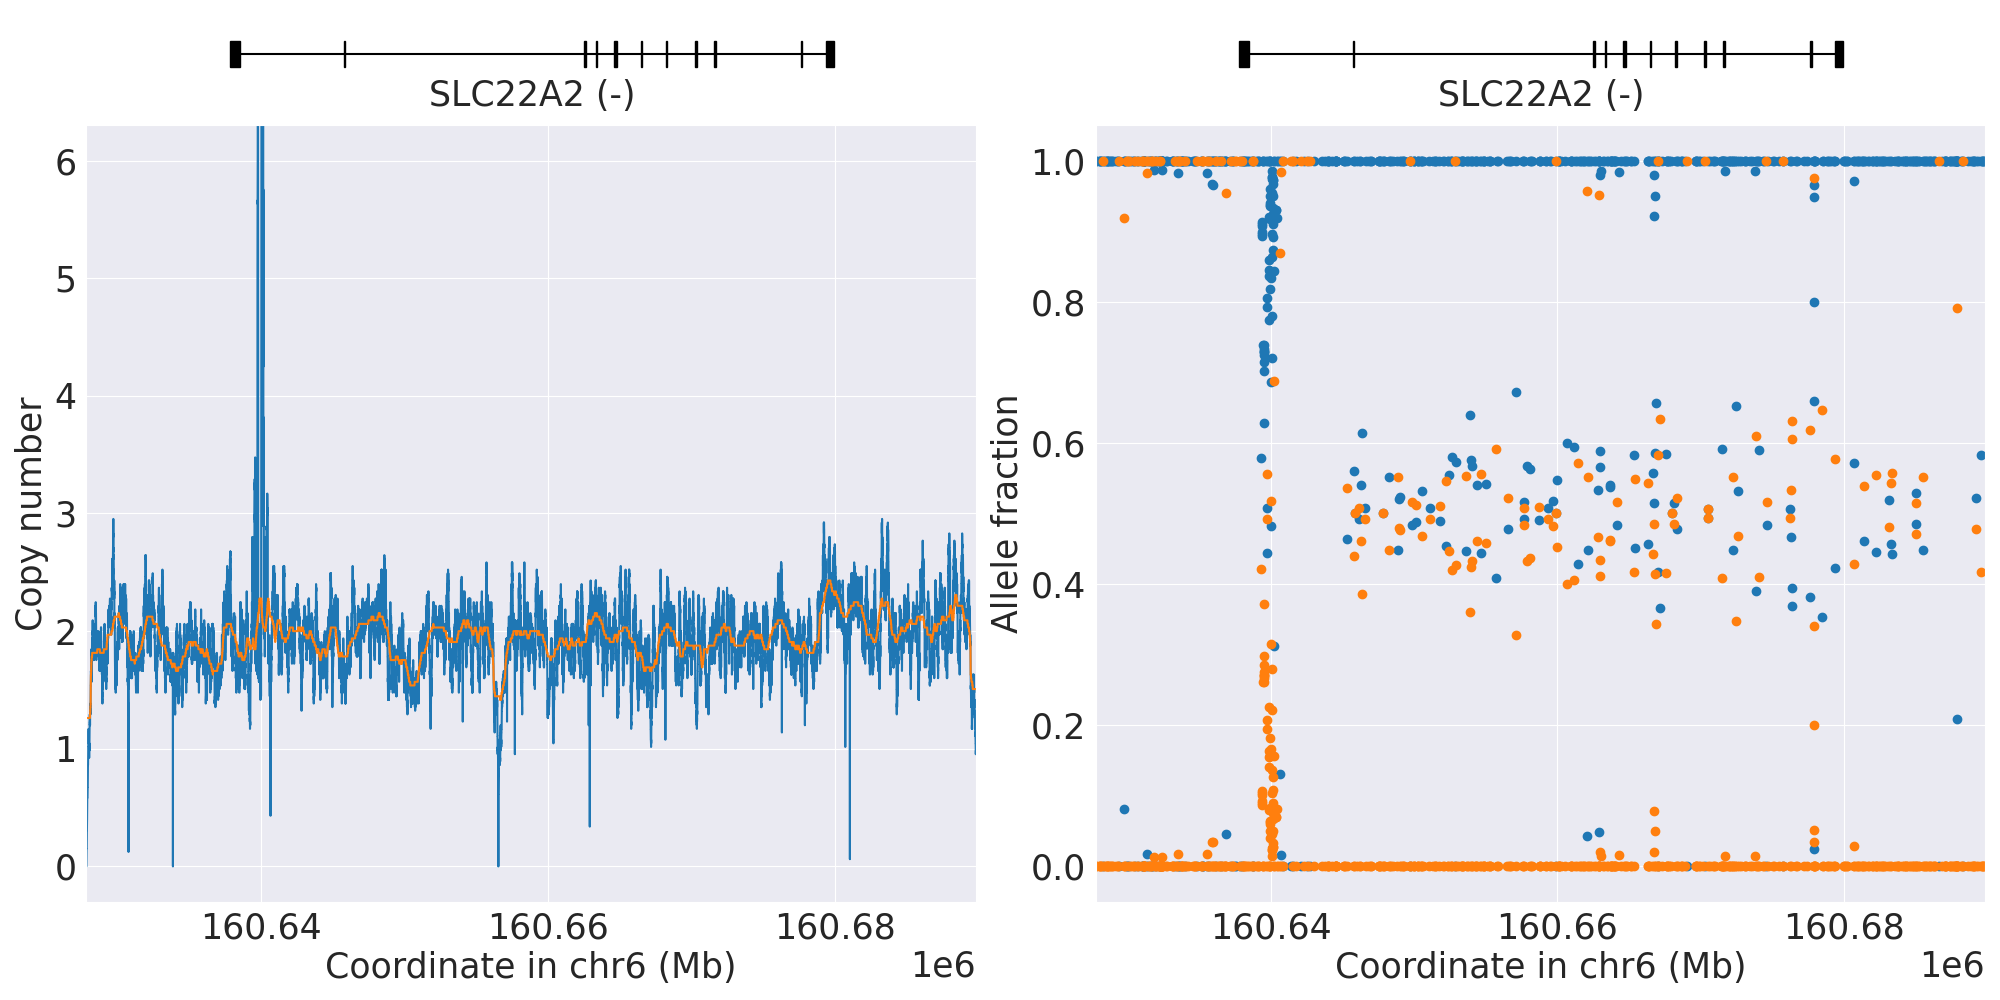 SLC22A2 (-)
Copy number
6
5
4
3
2
1
0
160.64
160.66
160.68
Coordinate in chr6 (Mb)
1e6
SLC22A2 (-)
Allele fraction
1.0
0.8
0.6
0.4
0.2
0.0
160.64
160.66
160.68
Coordinate in chr6 (Mb)
1e6